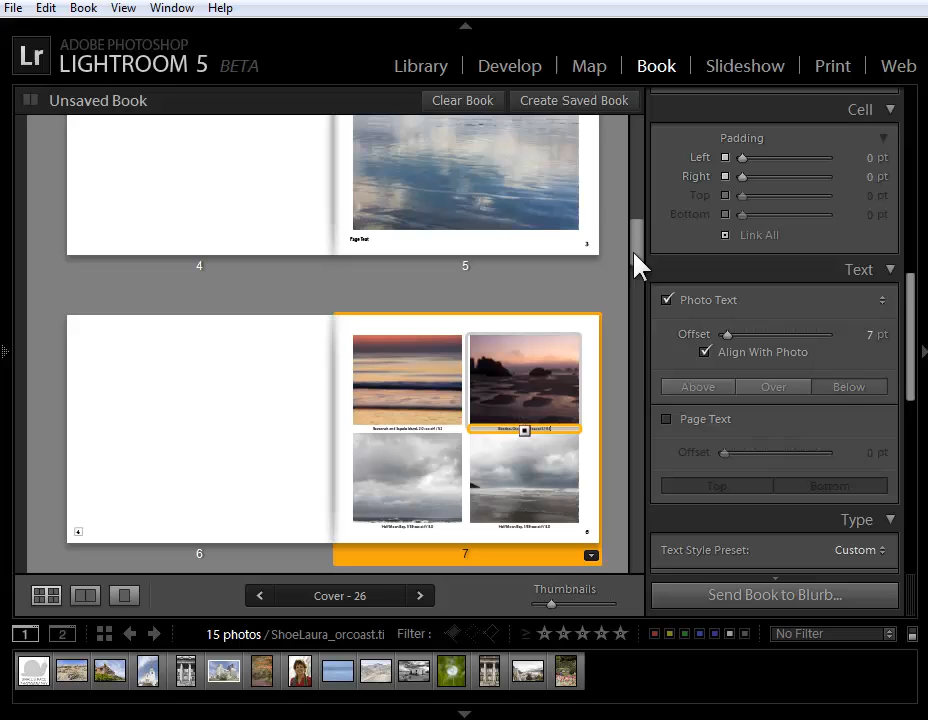 File Edit Book View Window Help
Lr ADOBE PHOTOSHOP
LIGHTROOM 5 BETA
Library Develop Map Book Slideshow Print Web
Unsaved Book Clear Book Create Saved Book
Cell
Padding
Left 0 pt
Right 0 pt
Top 0 pt
Bottom 0 pt
Link All
Page Text 3
4 5
Text
Photo Text
Offset 7 pt
Align With Photo
Above Over Below
Page Text
Offset 0 pt
Top Bottom
4
6 7
Type
Text Style Preset: Custom
Cover - 26
Thumbnails
Send Book to Blurb...
1 2 15 photos / ShoeLaura_orcoast.ti Filter : No Filter